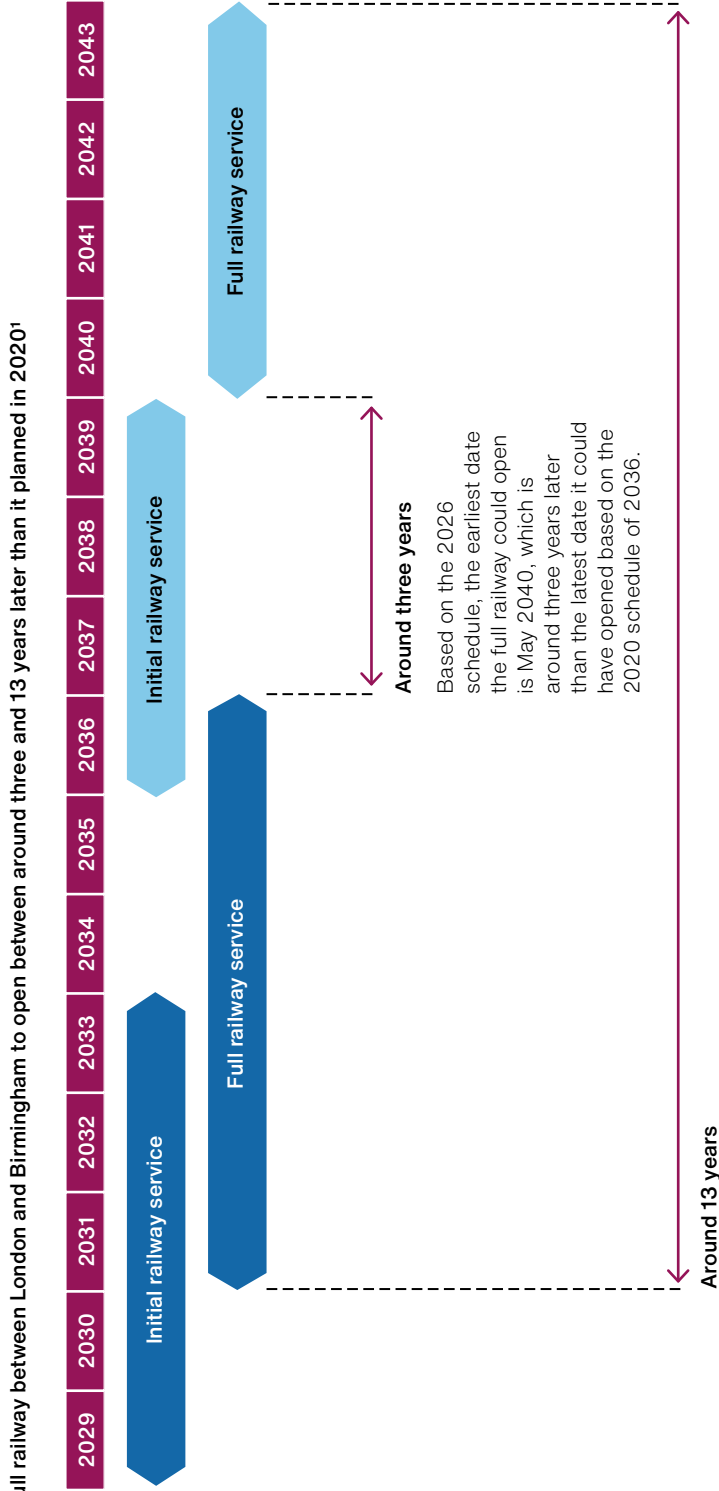 ull railway between London and Birmingham to open between around three and 13 years later than it planned in 2020¹
2029 2030 2031 2032 2033 2034 2035 2036 2037 2038 2039 2040 2041 2042 2043
Initial railway service
Initial railway service
Full railway service
Full railway service
Around three years
Based on the 2026
schedule, the earliest date
the full railway could open
is May 2040, which is
around three years later
than the latest date it could
have opened based on the
2020 schedule of 2036.
Around 13 years